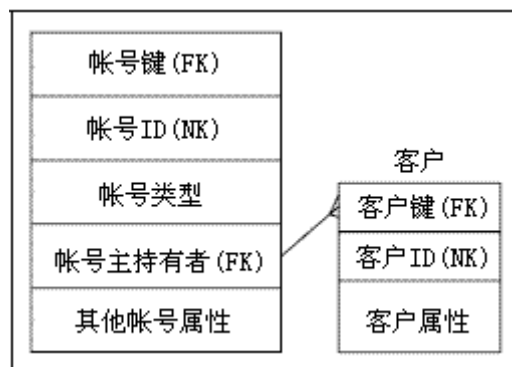 帐号键(FK)
帐号ID(NK)
帐号类型
帐号主持有者(FK)
其他帐号属性
客户
客户键(FK)
客户ID(NK)
客户属性